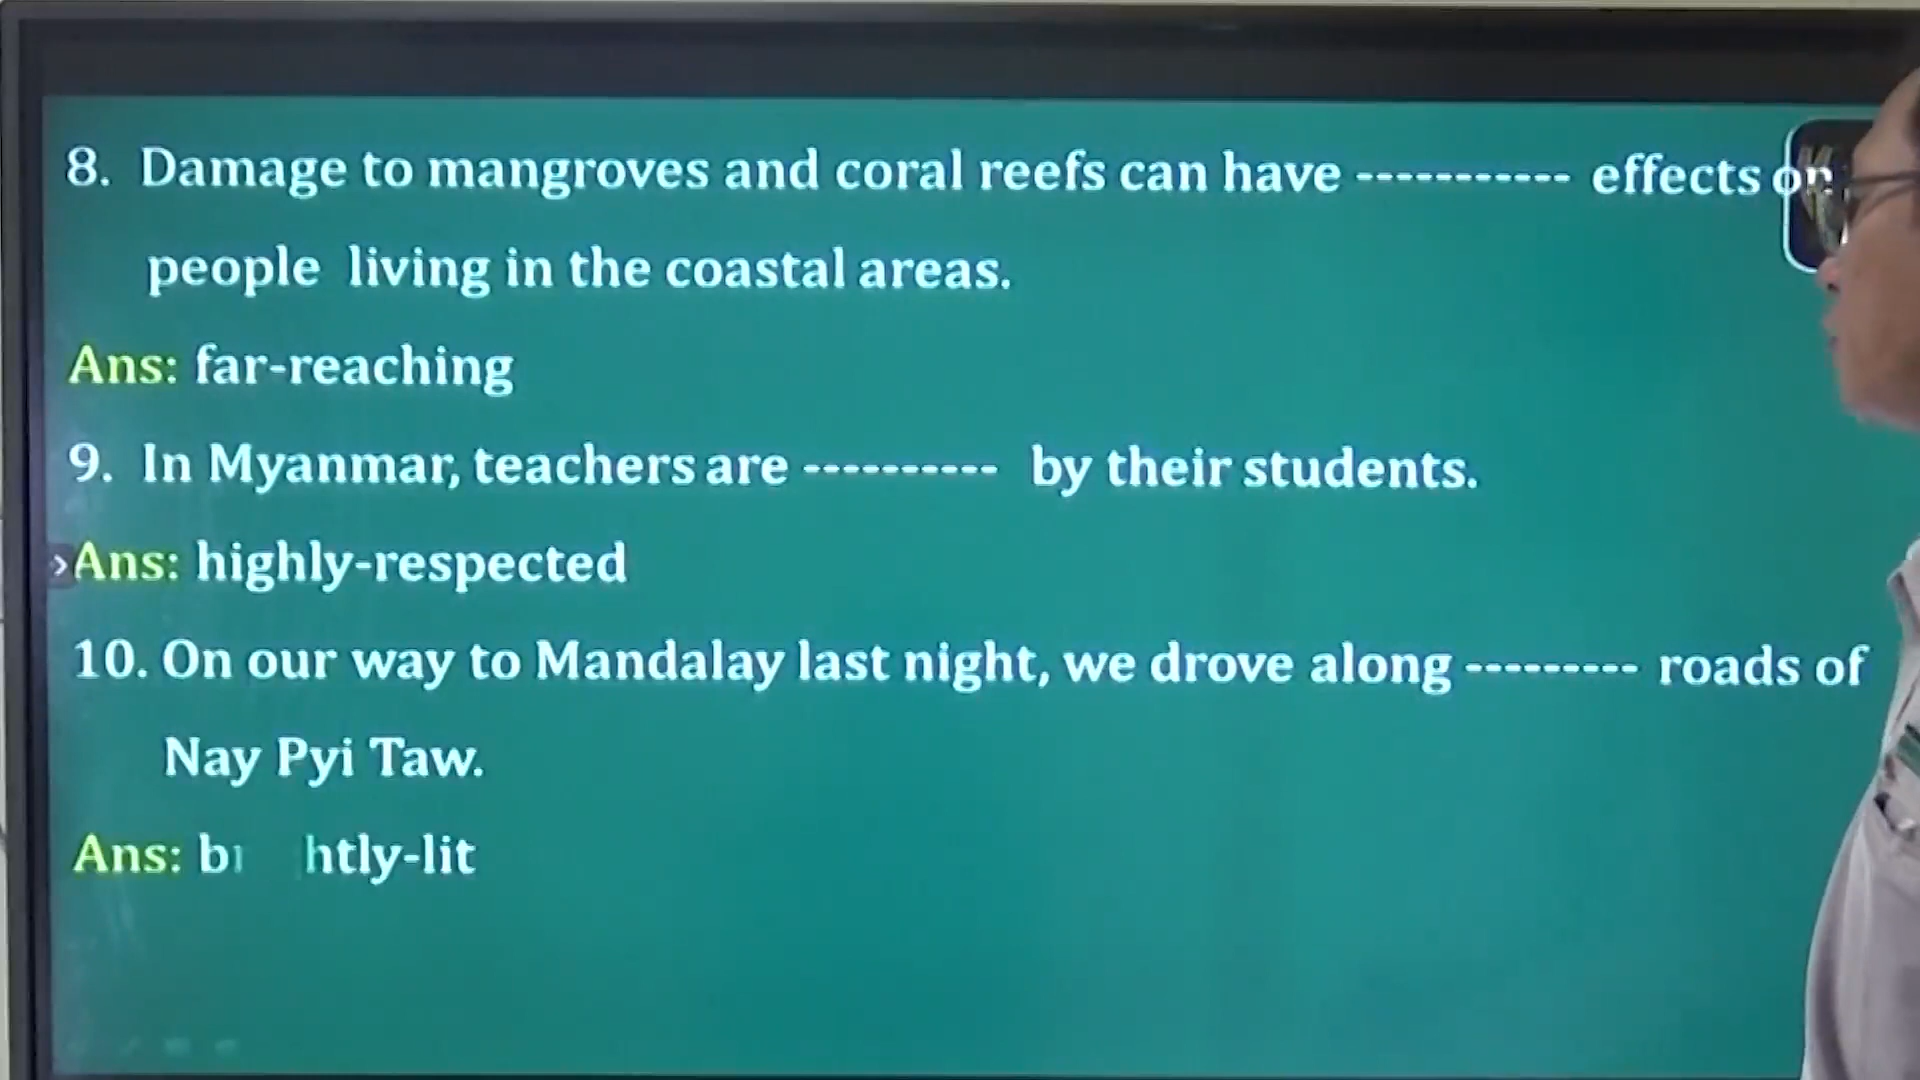 8. Damage to mangroves and coral reefs can have ----------- effects on
people living in the coastal areas.
Ans: far-reaching
9. In Myanmar, teachers are ---------- by their students.
›Ans: highly-respected
10. On our way to Mandalay last night, we drove along --------- roads of
Nay Pyi Taw.
Ans: